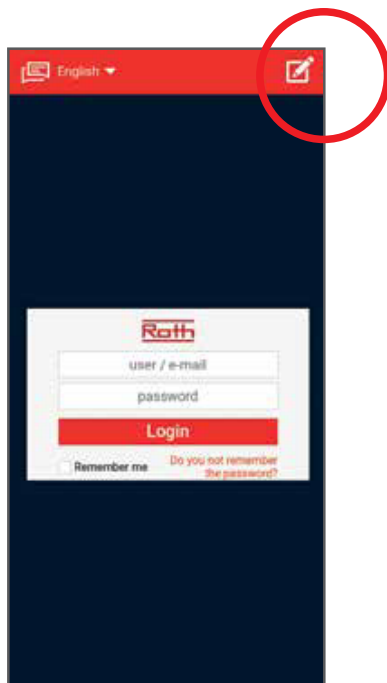 English
Roth
user / e-mail
password
Login
Remember me
Do you not remember
the password?